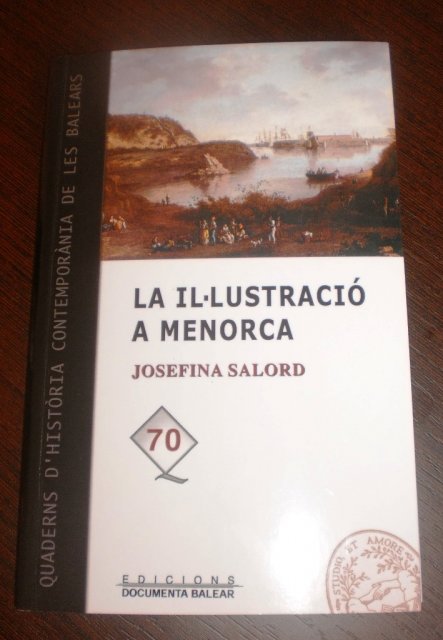 QUADERNS D'HISTÒRIA CONTEMPORÀNIA DE LES BALEARS
LA IL·LUSTRACIÓ
A MENORCA
JOSEFINA SALORD
70
EDICIONS
DOCUMENTA BALEAR
STUDIO ET AMORE